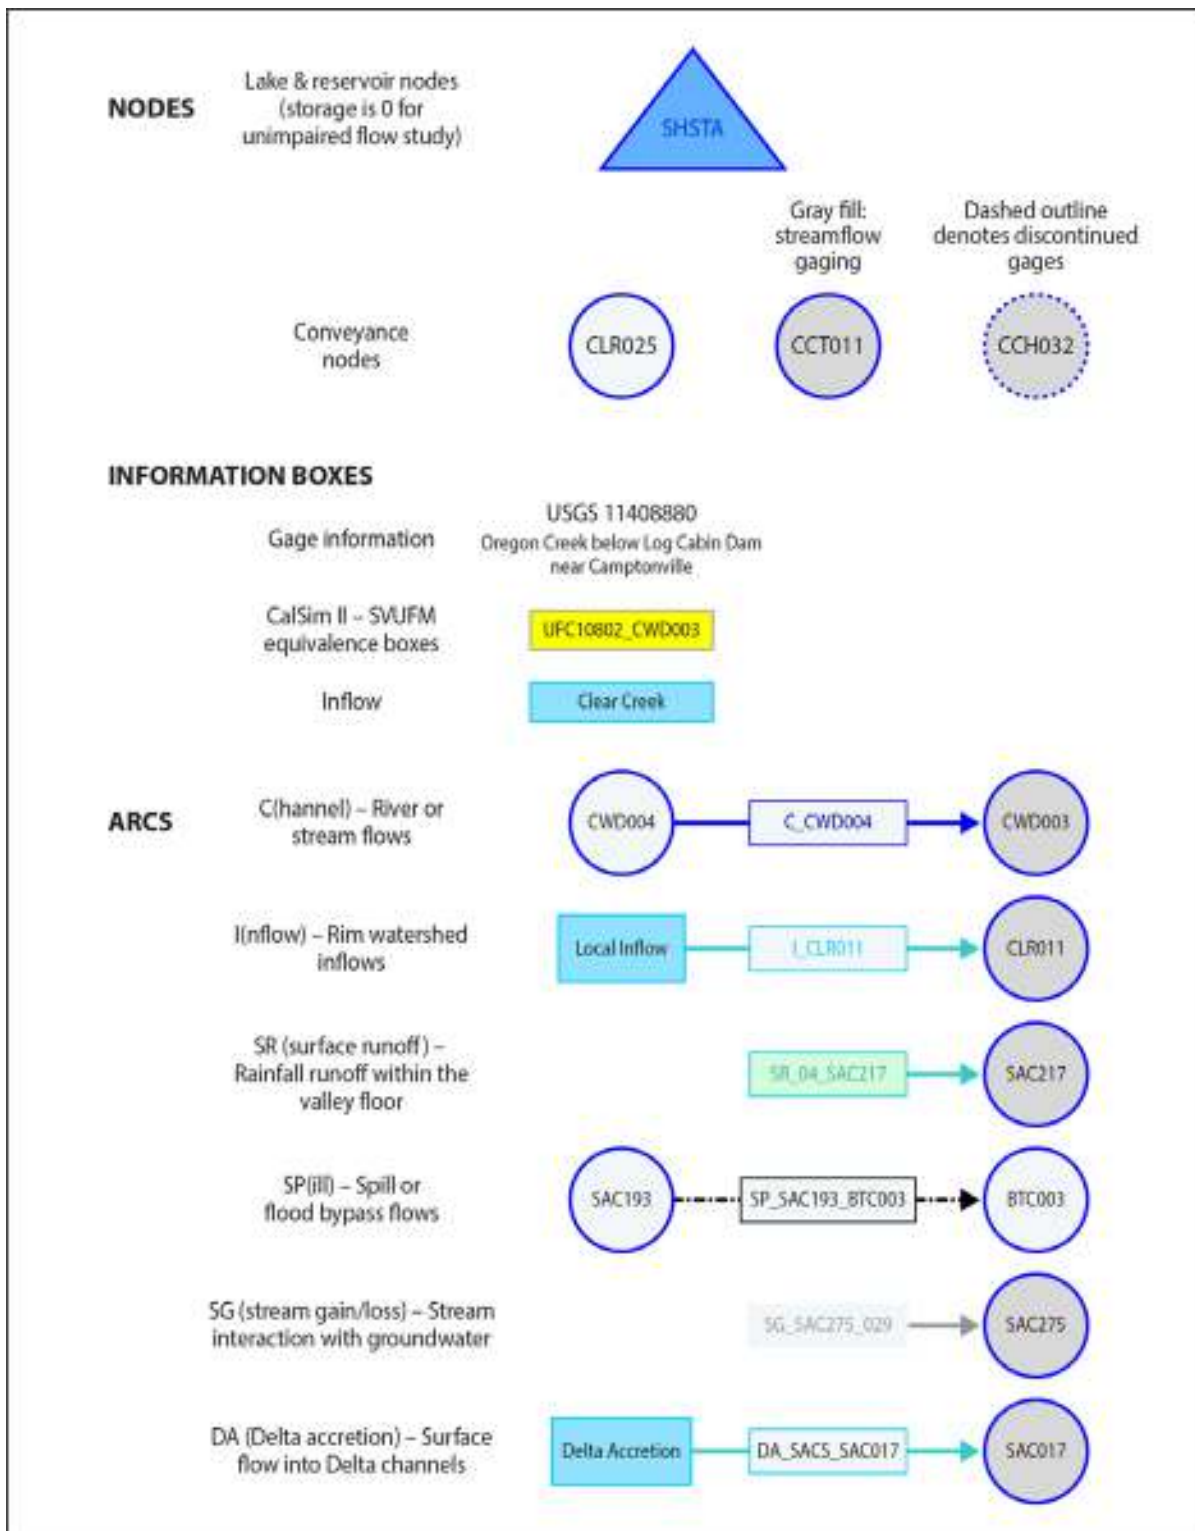 NODES
Lake & reservoir nodes
(storage is 0 for
unimpaired flow study)
SHSTA
Gray fill:
streamflow
gaging
Dashed outline
denotes discontinued
gages
Conveyance
nodes
CLR025
CCT011
CCH032
INFORMATION BOXES
Gage information
USGS 11408880
Oregon Creek below Log Cabin Dam
near Camptonville
CalSim II – SVUFM
equivalence boxes
UFC10802_CWD003
Inflow
Clear Creek
ARCS
C(hannel) – River or
stream flows
CWD004
C_CWD004
CWD003
I(nflow) – Rim watershed
inflows
Local Inflow
I_CLR011
CLR011
SR (surface runoff) –
Rainfall runoff within the
valley floor
SR_04_SAC217
SAC217
SP(ill) – Spill or
flood bypass flows
SAC193
SP_SAC193_BTC003
BTC003
SG (stream gain/loss) – Stream
interaction with groundwater
SG_SAC275_029
SAC275
DA (Delta accretion) – Surface
flow into Delta channels
Delta Accretion
DA_SACS_SAC017
SAC017